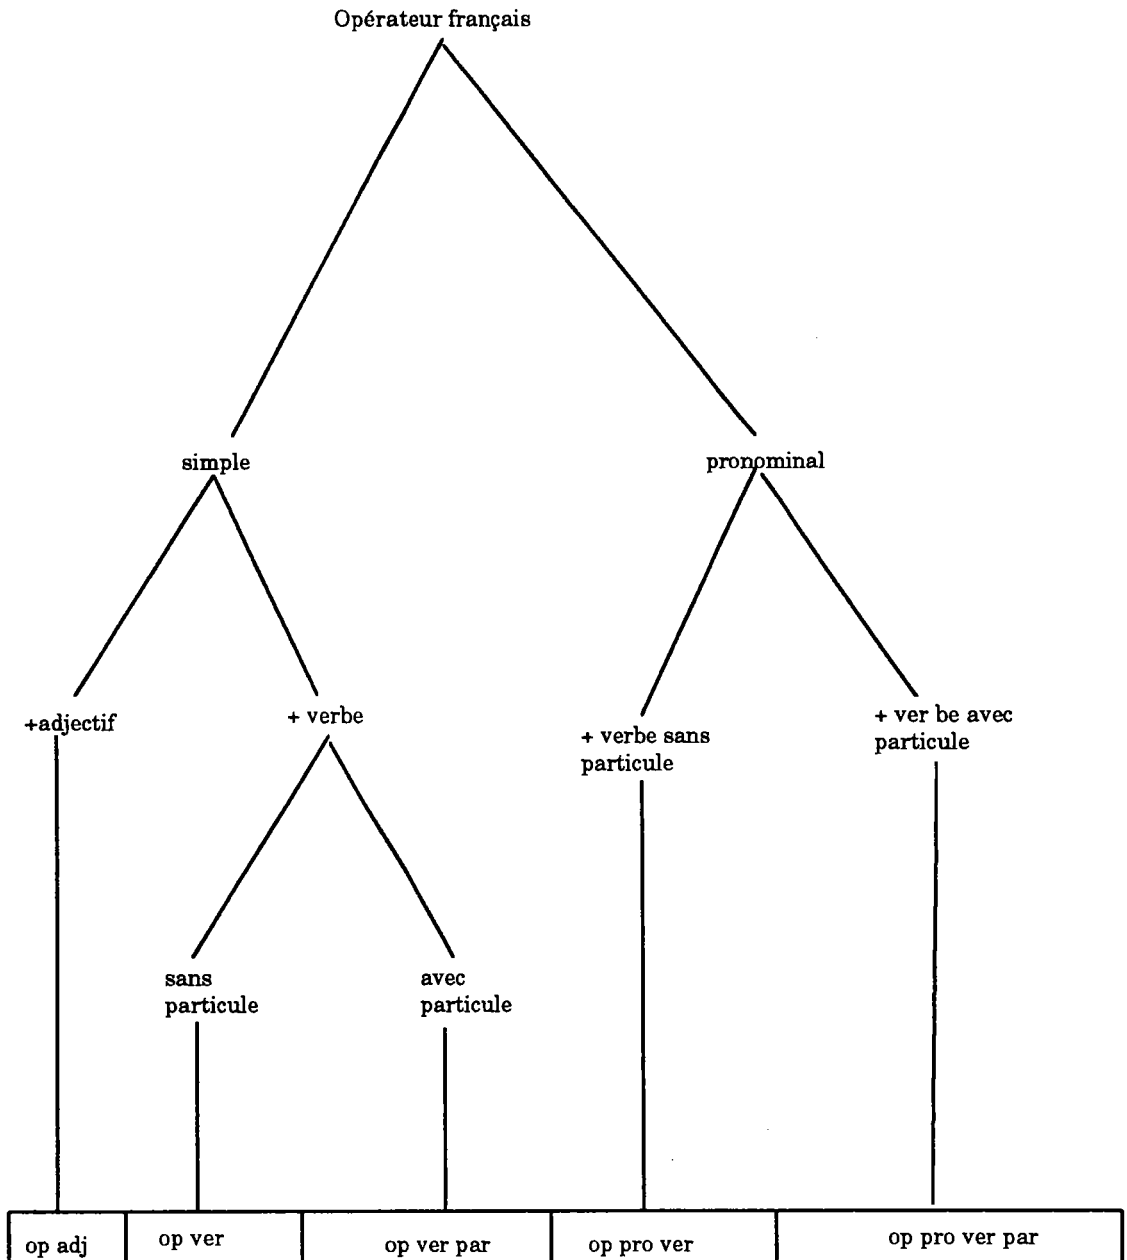 Opérateur français
simple
pronominal
+adjectif
+ verbe
+ verbe sans
particule
+ ver be avec
particule
sans
particule
avec
particule
op adj
op ver
op ver par
op pro ver
op pro ver par